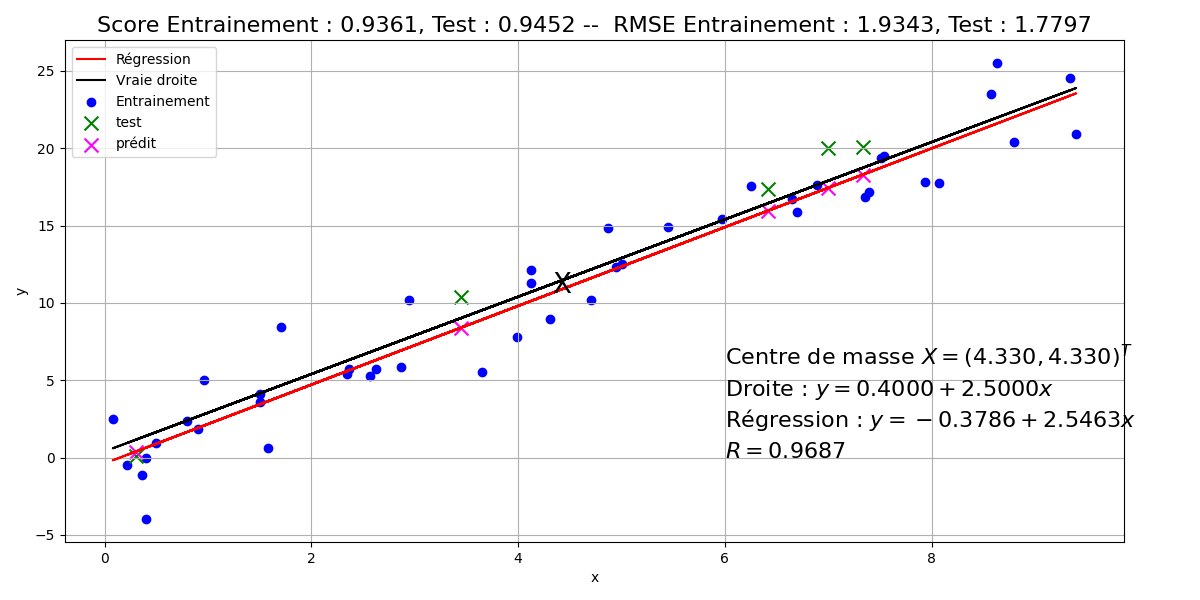 Score Entrainement : 0.9361, Test : 0.9452 -- RMSE Entrainement : 1.9343, Test : 1.7797
Régression
Vraie droite
Entrainement
test
prédit
25
20
15
10
5
0
−5
y
Centre de masse X = (4.330, 4.330)^T
Droite : y = 0.4000 + 2.5000x
Régression : y = −0.3786 + 2.5463x
R = 0.9687
0 2 4 6 8
x